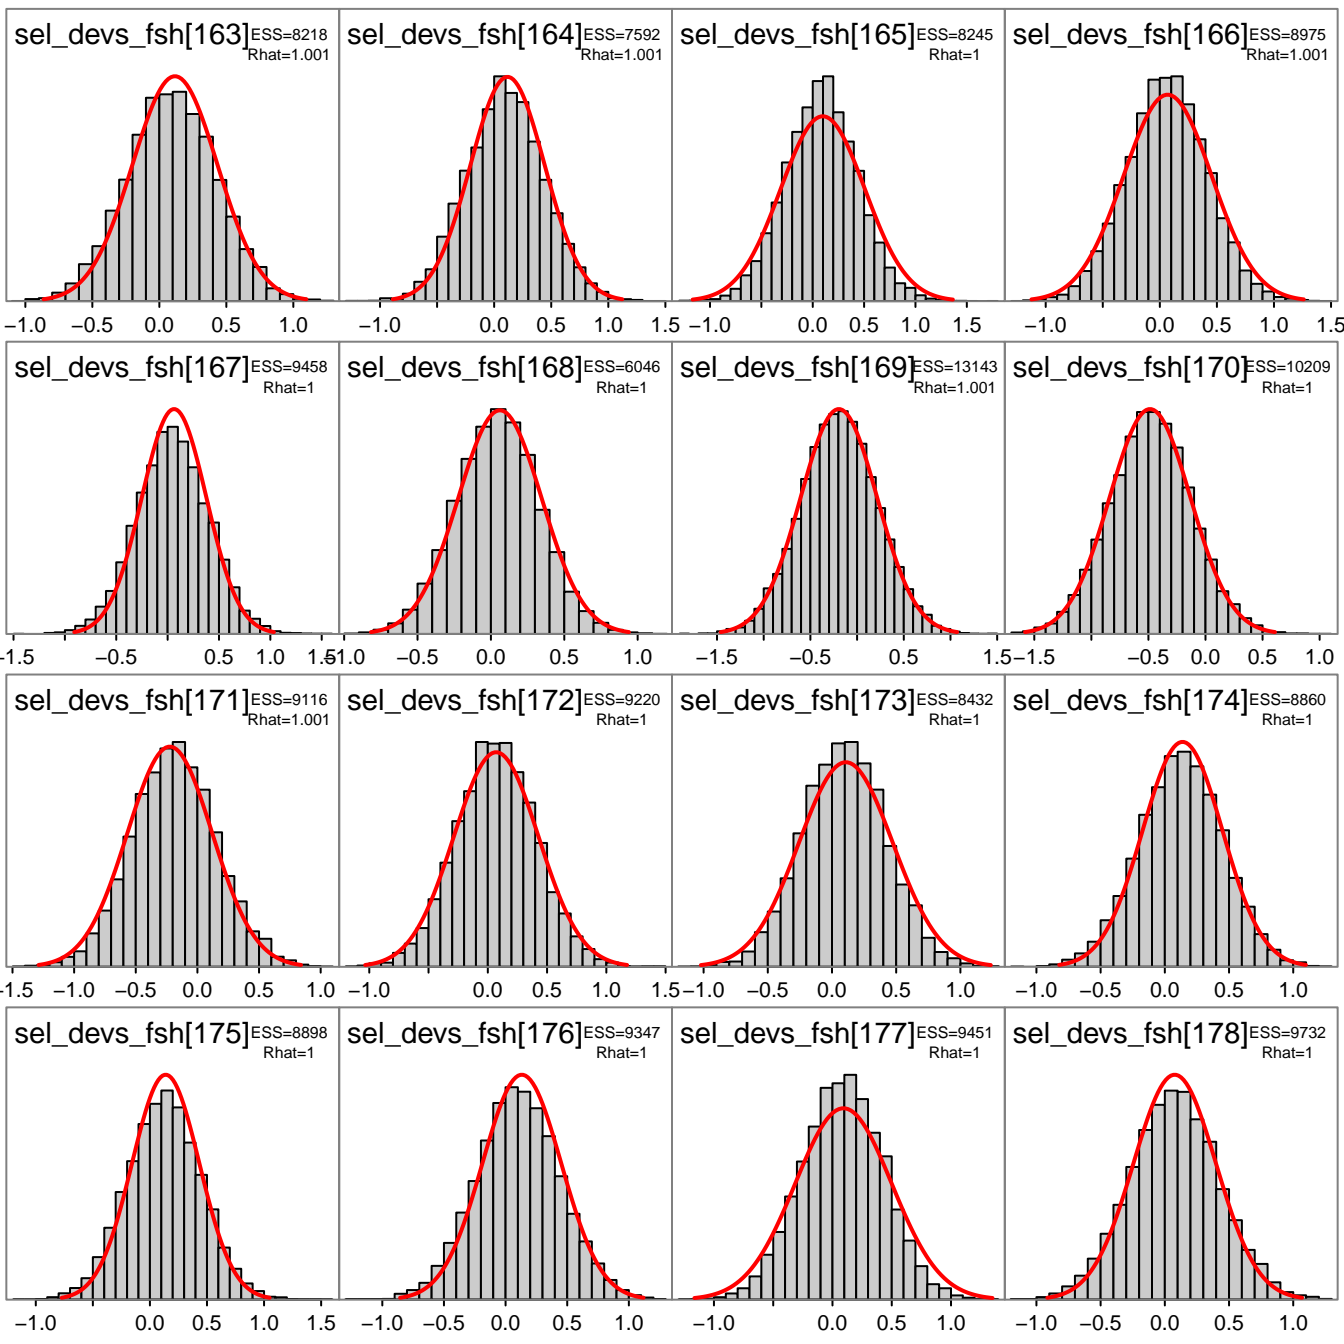 sel_devs_fsh[163] ESS=8218
Rhat=1.001
sel_devs_fsh[164] ESS=7592
Rhat=1.001
sel_devs_fsh[165] ESS=8245
Rhat=1
sel_devs_fsh[166] ESS=8975
Rhat=1.001
−1.0 −0.5 0.0 0.5 1.0
−1.0 0.0 0.5 1.0 1.5
−1.0 0.0 0.5 1.0 1.5
−1.0 0.0 0.5 1.0 1.5
sel_devs_fsh[167] ESS=9458
Rhat=1
sel_devs_fsh[168] ESS=6046
Rhat=1
sel_devs_fsh[169] ESS=13143
Rhat=1.001
sel_devs_fsh[170] ESS=10209
Rhat=1
−1.5 −0.5 0.5 1.5
−1.0 −0.5 0.0 0.5 1.0
−1.5 −0.5 0.5 1.5
−1.5 −0.5 0.0 1.0
sel_devs_fsh[171] ESS=9116
Rhat=1.001
sel_devs_fsh[172] ESS=9220
Rhat=1
sel_devs_fsh[173] ESS=8432
Rhat=1
sel_devs_fsh[174] ESS=8860
Rhat=1
−1.5 −1.0 −0.5 0.0 0.5 1.0
−1.0 0.0 0.5 1.0 1.5
−1.0 −0.5 0.0 0.5 1.0
−1.0 −0.5 0.0 0.5 1.0
sel_devs_fsh[175] ESS=8898
Rhat=1
sel_devs_fsh[176] ESS=9347
Rhat=1
sel_devs_fsh[177] ESS=9451
Rhat=1
sel_devs_fsh[178] ESS=9732
Rhat=1
−1.0 0.0 0.5 1.0 1.5
−1.0 −0.5 0.0 0.5 1.0
−1.0 0.0 0.5 1.0
−1.0 −0.5 0.0 0.5 1.0